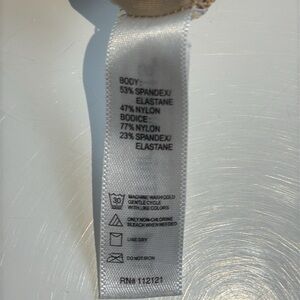 BODY:
53% SPANDEX/
ELASTANE
47% NYLON
BODICE:
77% NYLON
23% SPANDEX/
ELASTANE
30
MACHINE WASH COLD
GENTLE CYCLE
WITH LIKE COLORS
ONLY NON-CHLORINE
BLEACH WHEN NEEDED
LINE DRY
DO NOT IRON
RN# 112121